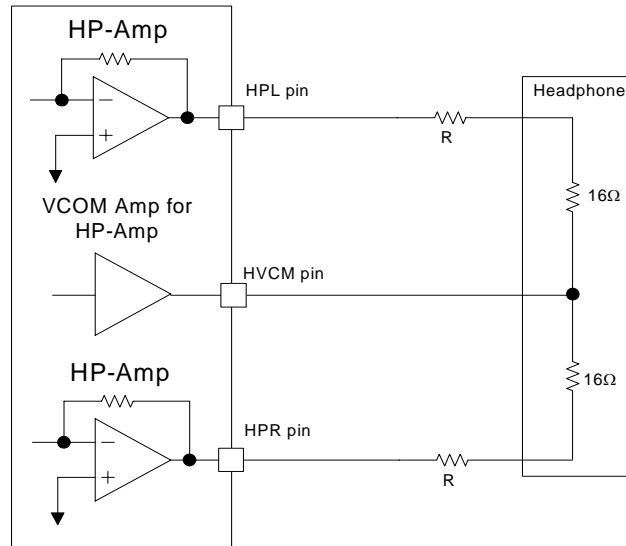 HP-Amp
HPL pin
Headphone
R
16Ω
VCOM Amp for
HP-Amp
HVCM pin
16Ω
HP-Amp
HPR pin
R